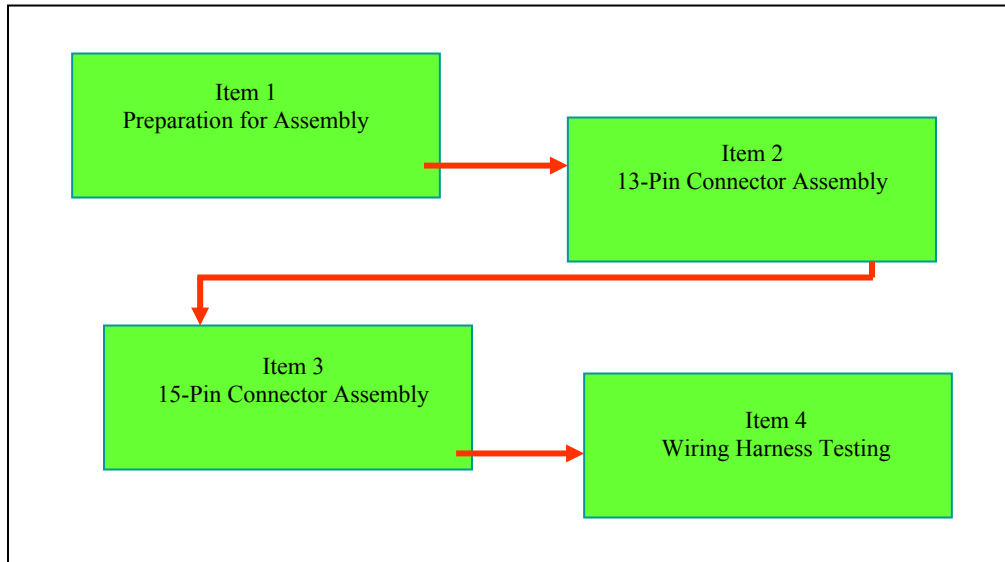 Item 1
Preparation for Assembly
Item 2
13-Pin Connector Assembly
Item 3
15-Pin Connector Assembly
Item 4
Wiring Harness Testing